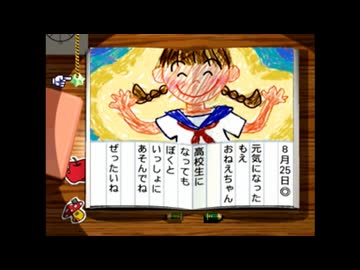 8月25日◎
元気になった
もえ
おねえちゃん
高校生に
なっても
ぼくと
いっしょに
あそんでね
ぜったいね